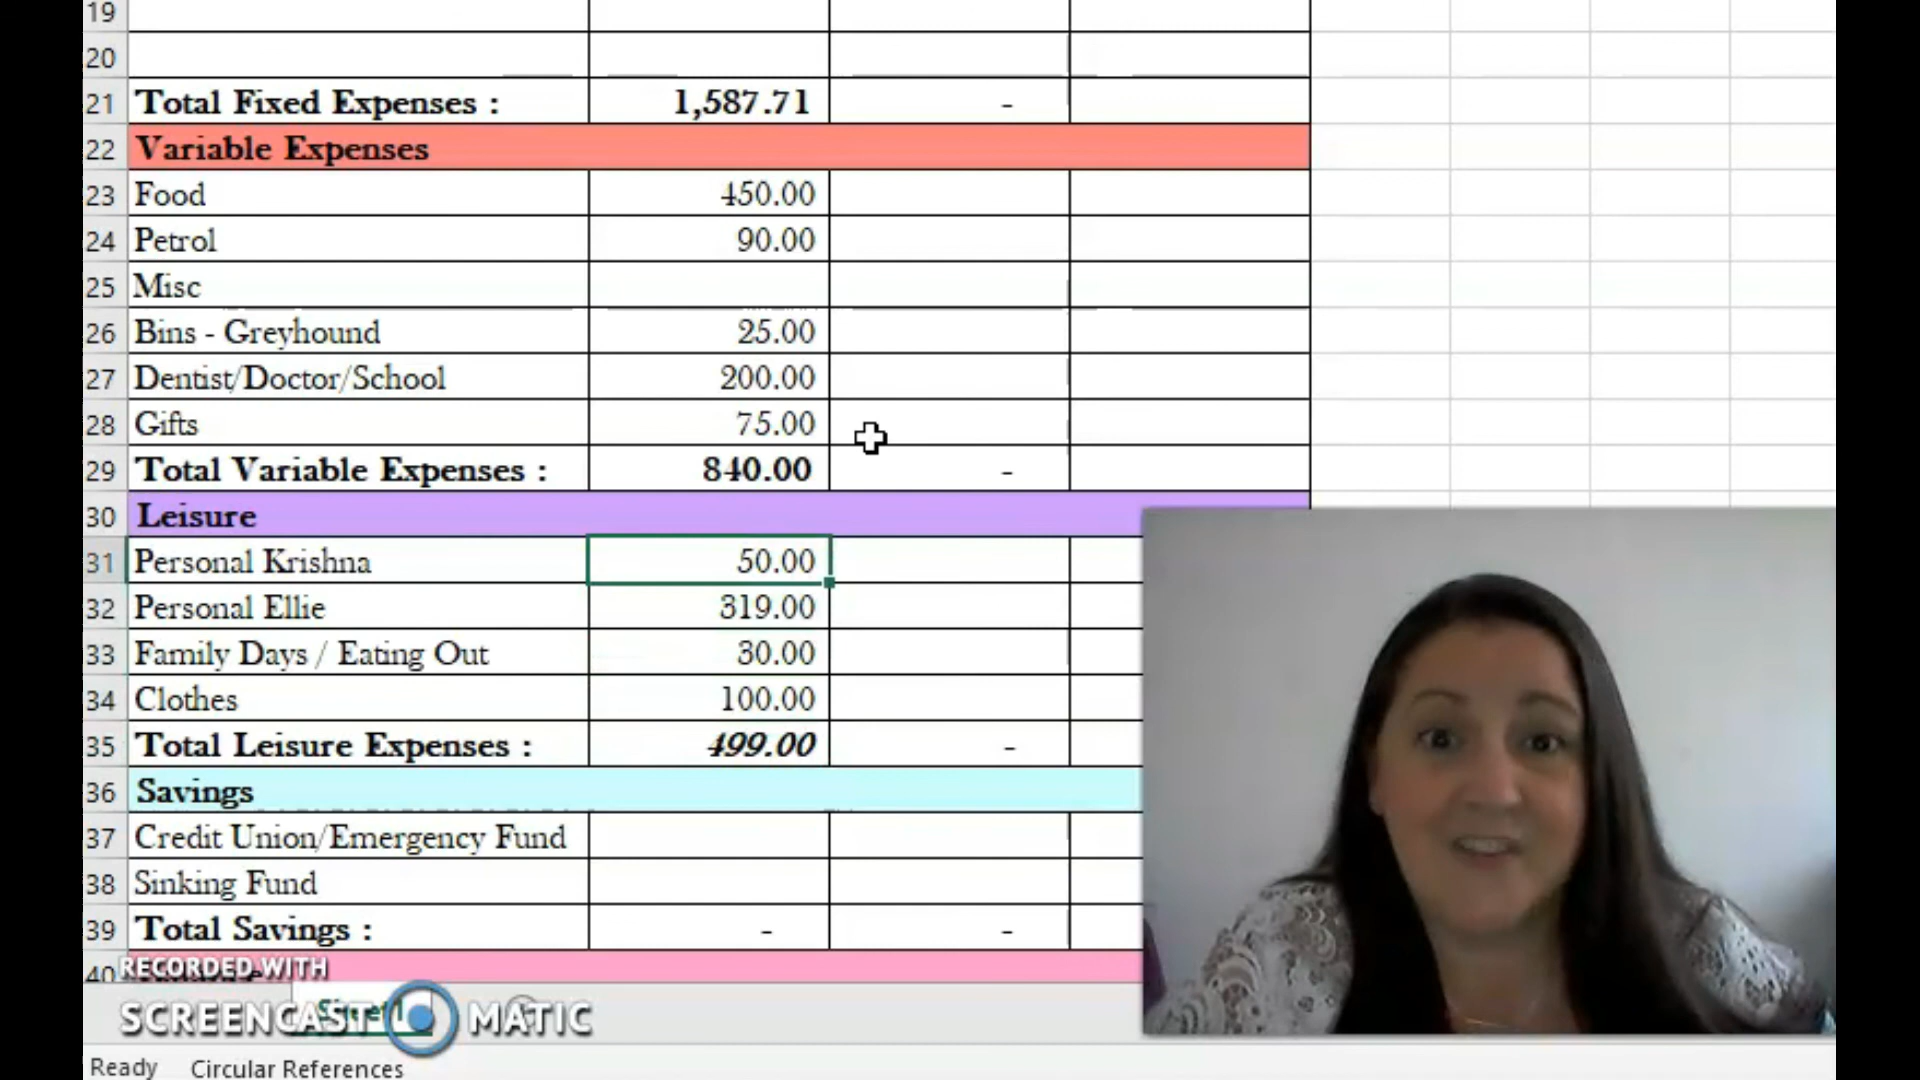 19
20
21 Total Fixed Expenses : 1,587.71 -
22 Variable Expenses
23 Food 450.00
24 Petrol 90.00
25 Misc
26 Bins - Greyhound 25.00
27 Dentist/Doctor/School 200.00
28 Gifts 75.00
29 Total Variable Expenses : 840.00 -
30 Leisure
31 Personal Krishna 50.00
32 Personal Ellie 319.00
33 Family Days / Eating Out 30.00
34 Clothes 100.00
35 Total Leisure Expenses : 499.00 -
36 Savings
37 Credit Union/Emergency Fund
38 Sinking Fund
39 Total Savings : - -
40
RECORDED WITH
SCREENCAST MATIC
Ready Circular References